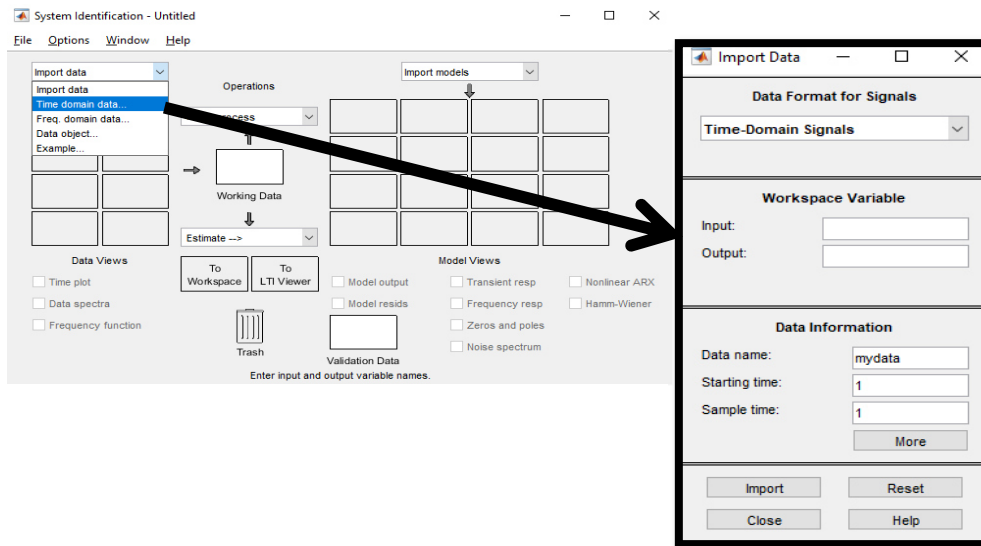 System Identification - Untitled
File Options Window Help
Import data
Import data
Time domain data...
Freq. domain data...
Data object...
Example...
Operations
Import models
Working Data
Estimate -->
Data Views
Time plot
Data spectra
Frequency function
To Workspace
To LTI Viewer
Trash
Model Views
Model output
Transient resp
Nonlinear ARX
Model resids
Frequency resp
Hamm-Wiener
Zeros and poles
Noise spectrum
Validation Data
Enter input and output variable names.
Import Data
Data Format for Signals
Time-Domain Signals
Workspace Variable
Input:
Output:
Data Information
Data name: mydata
Starting time: 1
Sample time: 1
More
Import Reset
Close Help